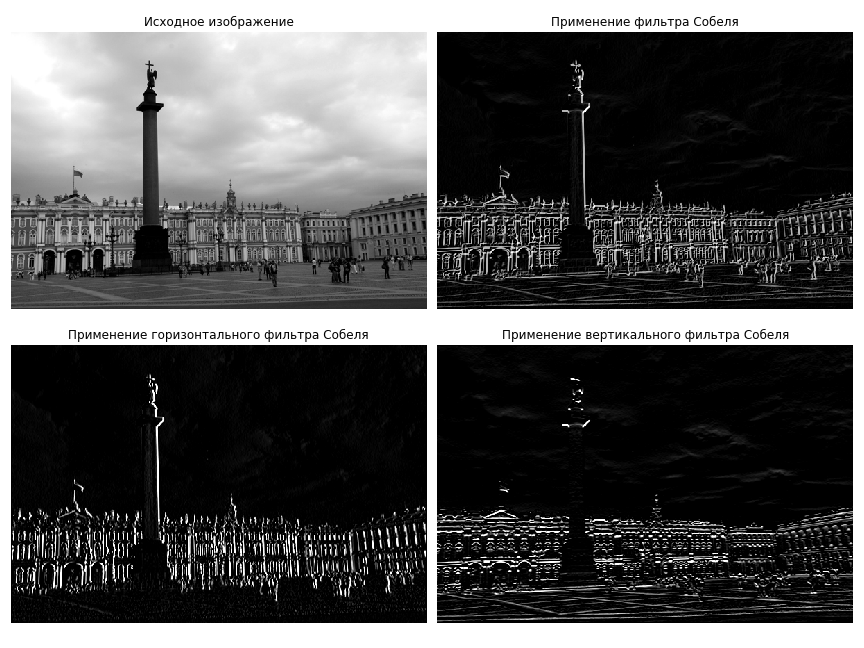 Исходное изображение
Применение фильтра Собеля
Применение горизонтального фильтра Собеля
Применение вертикального фильтра Собеля